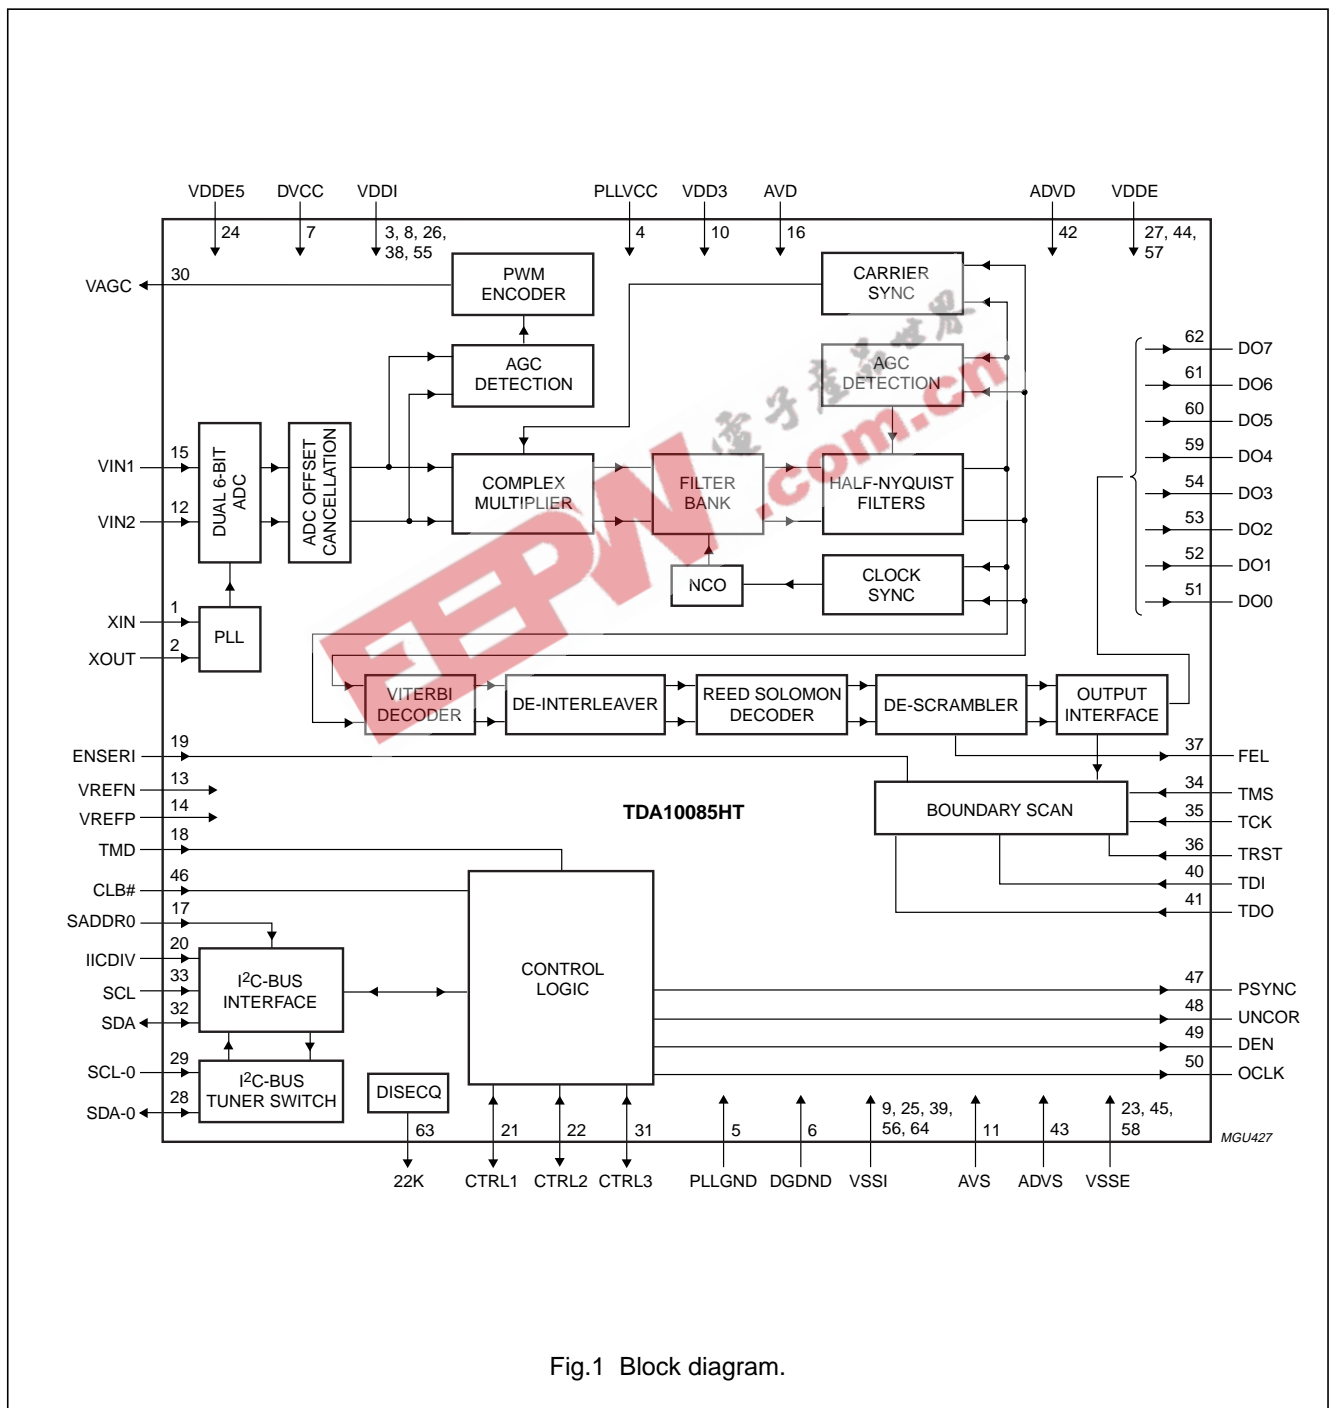 VDDE5 DVCC VDDI PLLVCC VDD3 AVD ADVD VDDE
24 7 3, 8, 26, 38, 55 4 10 16 42 27, 44, 57
VAGC 30
PWM ENCODER
CARRIER SYNC
AGC DETECTION
AGC DETECTION
62 DO7
61 DO6
60 DO5
59 DO4
54 DO3
53 DO2
52 DO1
51 DO0
VIN1 15
VIN2 12
DUAL 6-BIT ADC
ADC OFFSET CANCELLATION
COMPLEX MULTIPLIER
FILTER BANK
HALF-NYQUIST FILTERS
NCO
CLOCK SYNC
XIN 1
XOUT 2
PLL
電子產品世界
EEPW.com.cn
VITERBI DECODER
DE-INTERLEAVER
REED SOLOMON DECODER
DE-SCRAMBLER
OUTPUT INTERFACE
ENSERI 19
VREFN 13
VREFP 14
TMD 18
CLB# 46
SADDR0 17
IICDIV 20
SCL 33
SDA 32
SCL-0 29
SDA-0 28
TDA10085HT
BOUNDARY SCAN
37 FEL
34 TMS
35 TCK
36 TRST
40 TDI
41 TDO
I²C-BUS INTERFACE
I²C-BUS TUNER SWITCH
CONTROL LOGIC
DISECQ
47 PSYNC
48 UNCOR
49 DEN
50 OCLK
63 21 22 31 5 6 9, 25, 39, 56, 64 11 43 23, 45, 58
22K CTRL1 CTRL2 CTRL3 PLLGND DGDND VSSI AVS ADVS VSSE
MGU427
Fig.1 Block diagram.